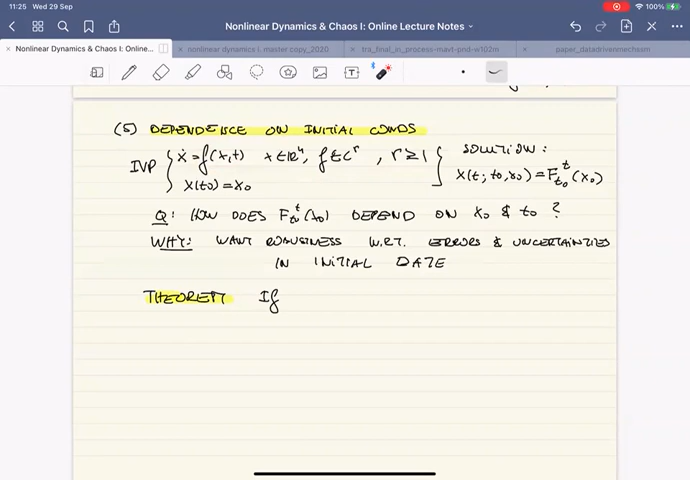 11:25 Wed 29 Sep
100%
Nonlinear Dynamics & Chaos I: Online Lecture Notes
Nonlinear Dynamics & Chaos I: Online...
nonlinear dynamics I. master copy_2020
tra_final_in_process-mavt-pnd-w102m
paper_datadrivenmechssm
(5) DEPENDENCE ON INITIAL CONDS
IVP { ẋ = f(x,t) x ∈ ℝⁿ, f ∈ Cʳ, r ≥ 1
x(t₀) = x₀
SOLUTION:
x(t; t₀, x₀) = F_{t₀}^t (x₀)
Q: HOW DOES F_{t₀}^t (x₀) DEPEND ON x₀ & t₀ ?
WHY: WANT ROBUSTNESS W.R.T. ERRORS & UNCERTAINTIES
IN INITIAL DATE
THEOREM If